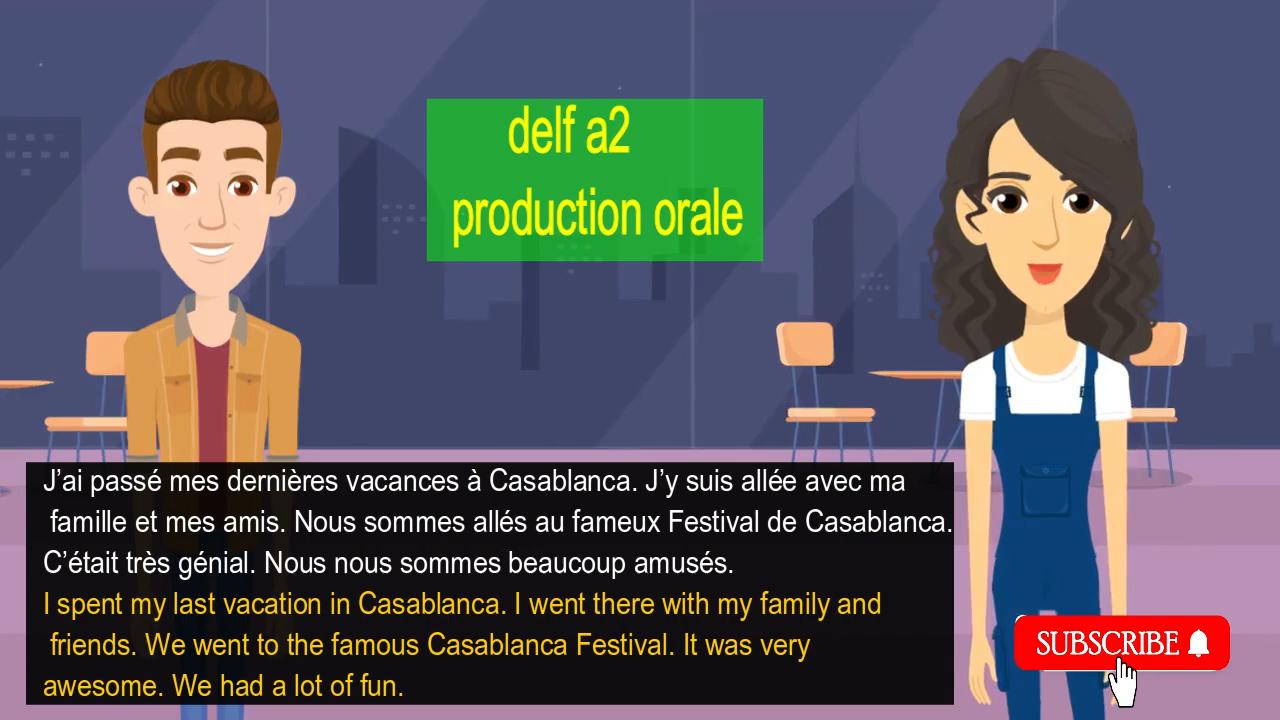 delf a2
production orale
J’ai passé mes dernières vacances à Casablanca. J’y suis allée avec ma
famille et mes amis. Nous sommes allés au fameux Festival de Casablanca.
C’était très génial. Nous nous sommes beaucoup amusés.
I spent my last vacation in Casablanca. I went there with my family and
friends. We went to the famous Casablanca Festival. It was very
awesome. We had a lot of fun.
SUBSCRIBE